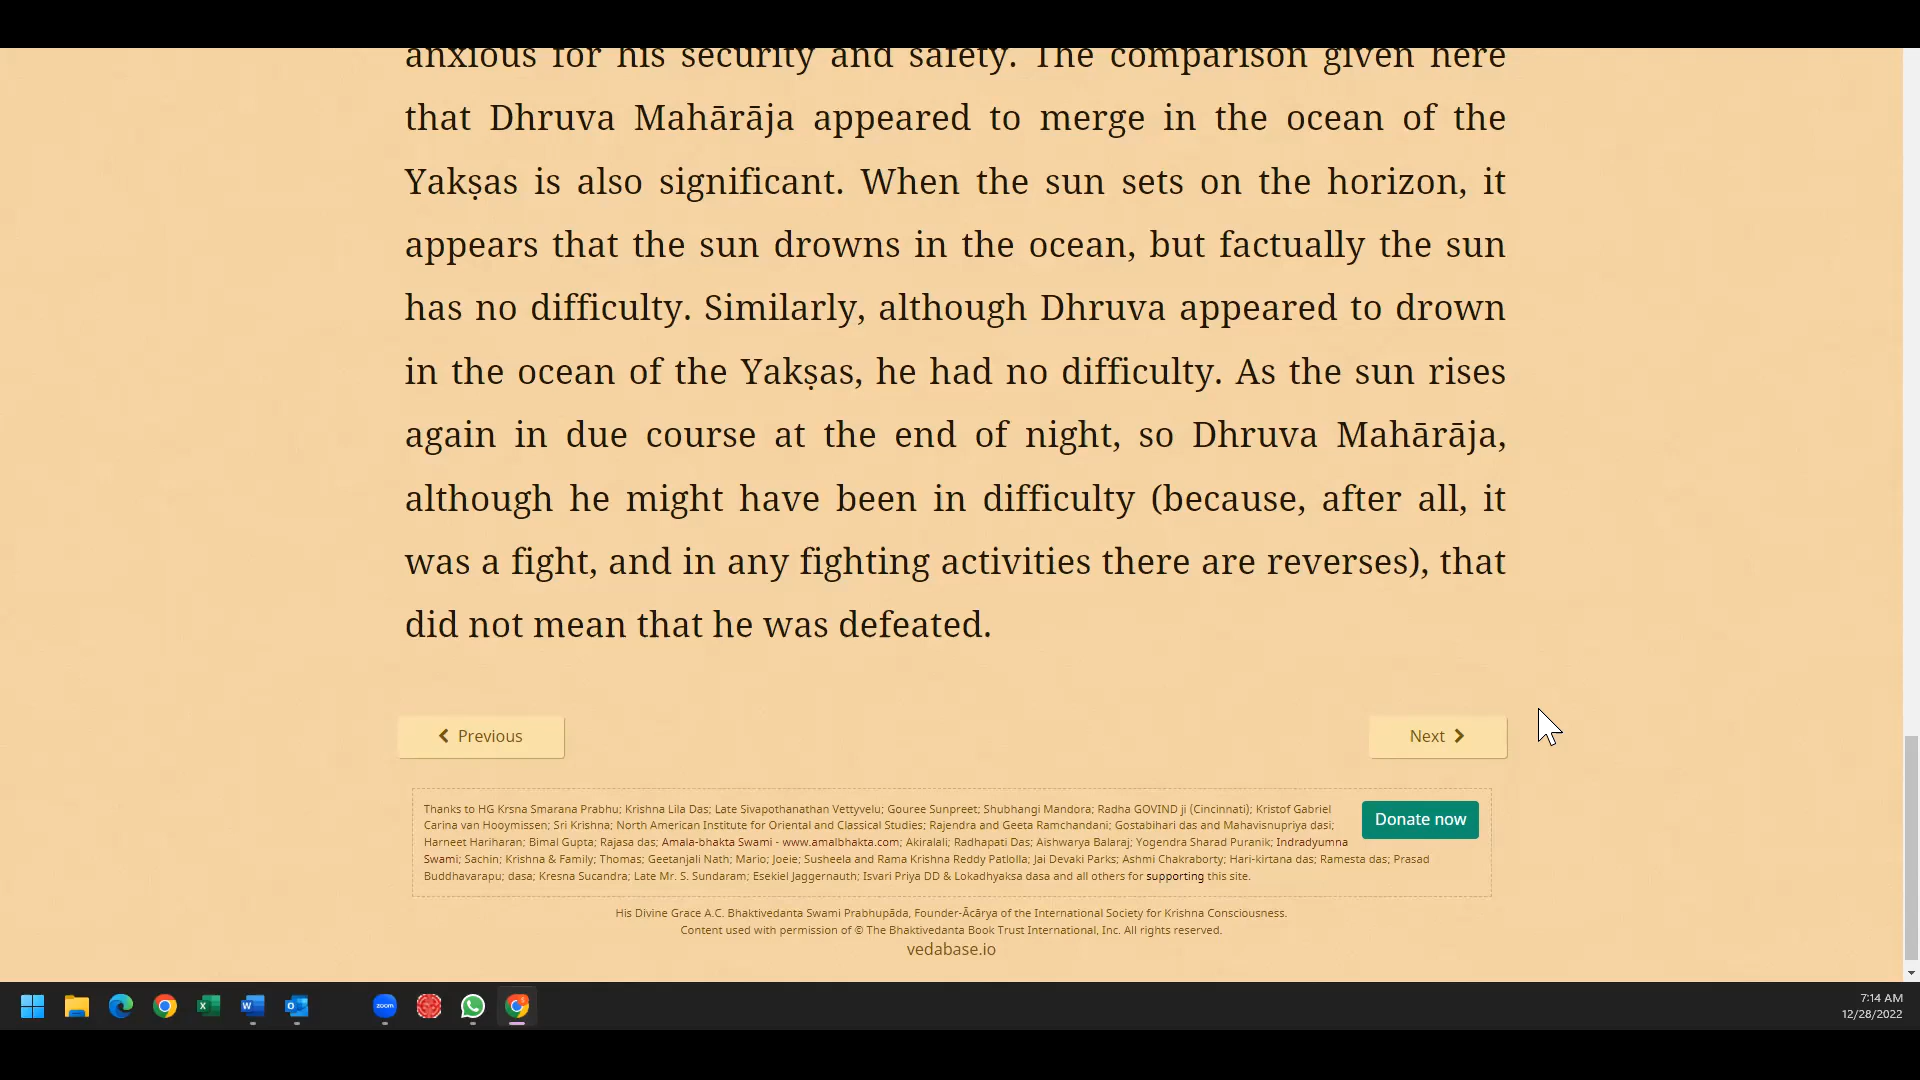 anxious for his security and safety. The comparison given here
that Dhruva Mahārāja appeared to merge in the ocean of the
Yakṣas is also significant. When the sun sets on the horizon, it
appears that the sun drowns in the ocean, but factually the sun
has no difficulty. Similarly, although Dhruva appeared to drown
in the ocean of the Yakṣas, he had no difficulty. As the sun rises
again in due course at the end of night, so Dhruva Mahārāja,
although he might have been in difficulty (because, after all, it
was a fight, and in any fighting activities there are reverses), that
did not mean that he was defeated.
Previous
Next
Thanks to HG Krsna Smarana Prabhu; Krishna Lila Das; Late Sivapothanathan Vettyvelu; Gouree Sunpreet; Shubhangi Mandora; Radha GOVIND ji (Cincinnati); Kristof Gabriel
Carina van Hooymissen; Sri Krishna; North American Institute for Oriental and Classical Studies; Rajendra and Geeta Ramchandani; Gostabihari das and Mahavisnupriya dasi;
Harneet Hariharan; Bimal Gupta; Rajasa das; Amala-bhakta Swami - www.amalbhakta.com; Akiralali; Radhapati Das; Aishwarya Balaraj; Yogendra Sharad Puranik; Indradyumna
Swami; Sachin; Krishna & Family; Thomas; Geetanjali Nath; Mario; Joeie; Susheela and Rama Krishna Reddy Patlolla; Jai Devaki Parks; Ashmi Chakraborty; Hari-kirtana das; Ramesta das; Prasad
Buddhavarapu; dasa; Kresna Sucandra; Late Mr. S. Sundaram; Esekiel Jaggernauth; Isvari Priya DD & Lokadhyaksa dasa and all others for supporting this site.
Donate now
His Divine Grace A.C. Bhaktivedanta Swami Prabhupāda, Founder-Ācārya of the International Society for Krishna Consciousness.
Content used with permission of © The Bhaktivedanta Book Trust International, Inc. All rights reserved.
vedabase.io
zoom
7:14 AM
12/28/2022